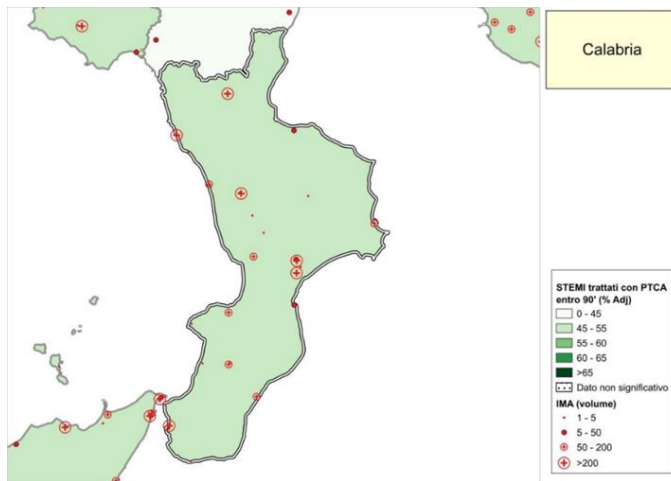 Calabria
STEMI trattati con PTCA
entro 90' (% Adj)
0 - 45
45 - 55
55 - 60
60 - 65
>65
Dato non significativo
IMA (volume)
1 - 5
5 - 50
50 - 200
>200